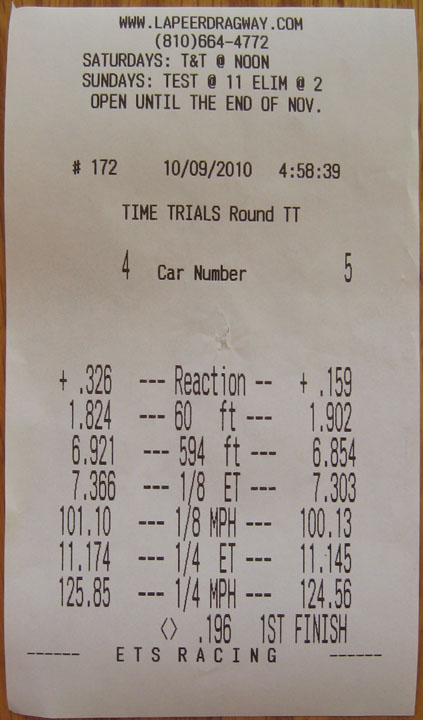 WWW.LAPEERDRAGWAY.COM
(810)664-4772
SATURDAYS: T&T @ NOON
SUNDAYS: TEST @ 11 ELIM @ 2
OPEN UNTIL THE END OF NOV.
# 172 10/09/2010 4:58:39
TIME TRIALS Round TT
4 Car Number 5
+ .326 --- Reaction -- + .159
1.824 --- 60 ft --- 1.902
6.921 --- 594 ft --- 6.854
7.366 --- 1/8 ET --- 7.303
101.10 --- 1/8 MPH --- 100.13
11.174 --- 1/4 ET --- 11.145
125.85 --- 1/4 MPH --- 124.56
<> .196 1ST FINISH
------ ETS RACING ------